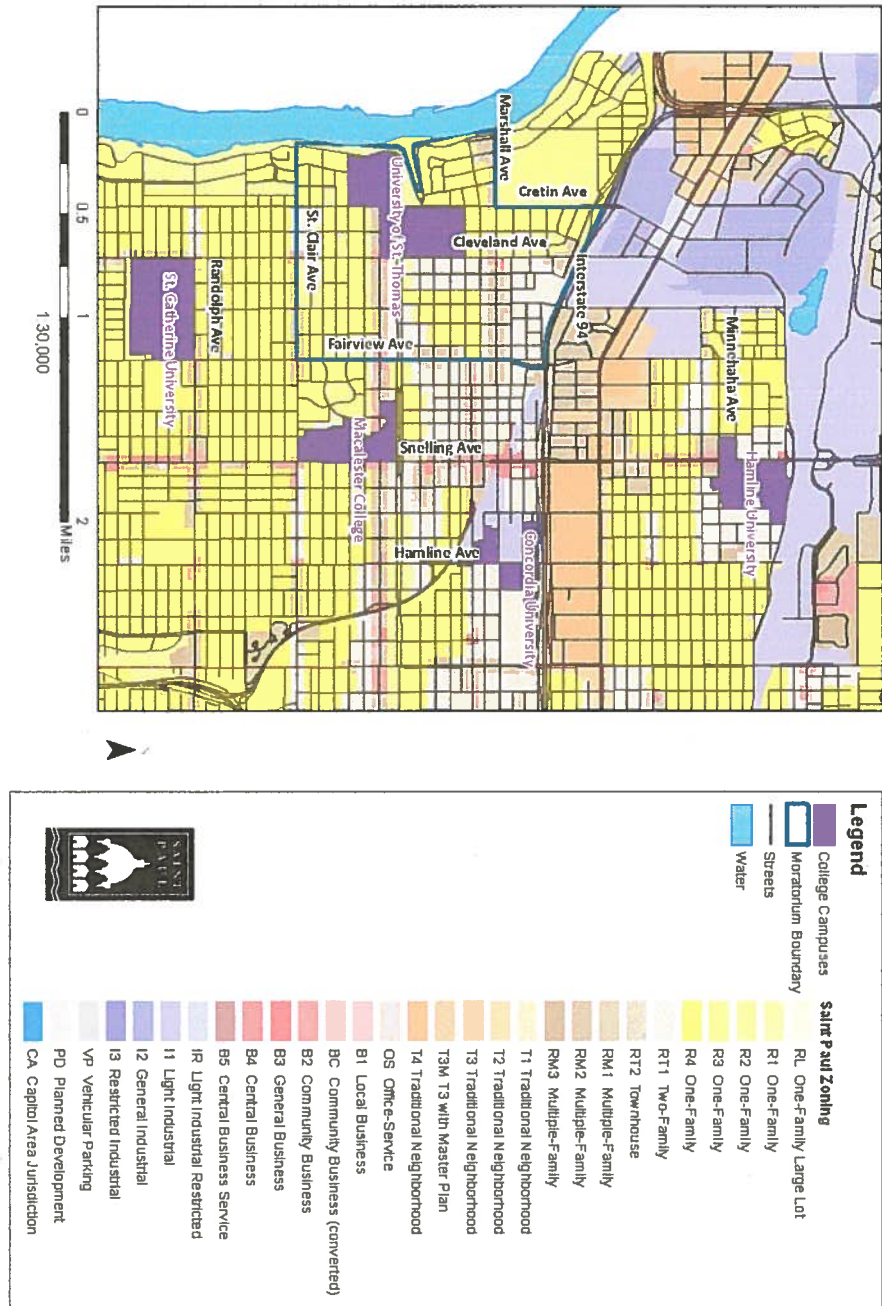 Marshall Ave
Cretin Ave
Cleveland Ave
Interstate 94
University of St. Thomas
St. Clair Ave
Fairview Ave
Randolph Ave
St. Catherine University
Macalester College
Snelling Ave
Hamline Ave
Concordia University
Minnehaha Ave
Hamline University
0
0.5
1
2
Miles
1:30,000
Legend
College Campuses
Moratorium Boundary
Streets
Water
Saint Paul Zoning
RL One-Family Large Lot
R1 One-Family
R2 One-Family
R3 One-Family
R4 One-Family
RT1 Two-Family
RT2 Townhouse
RM1 Multiple-Family
RM2 Multiple-Family
RM3 Multiple-Family
T1 Traditional Neighborhood
T2 Traditional Neighborhood
T3 Traditional Neighborhood
T3M T3 with Master Plan
T4 Traditional Neighborhood
OS Office-Service
B1 Local Business
BC Community Business (converted)
B2 Community Business
B3 General Business
B4 Central Business
B5 Central Business Service
IR Light Industrial Restricted
I1 Light Industrial
I2 General Industrial
I3 Restricted Industrial
VP Vehicular Parking
PD Planned Development
CA Capitol Area Jurisdiction
SAINT
PAUL